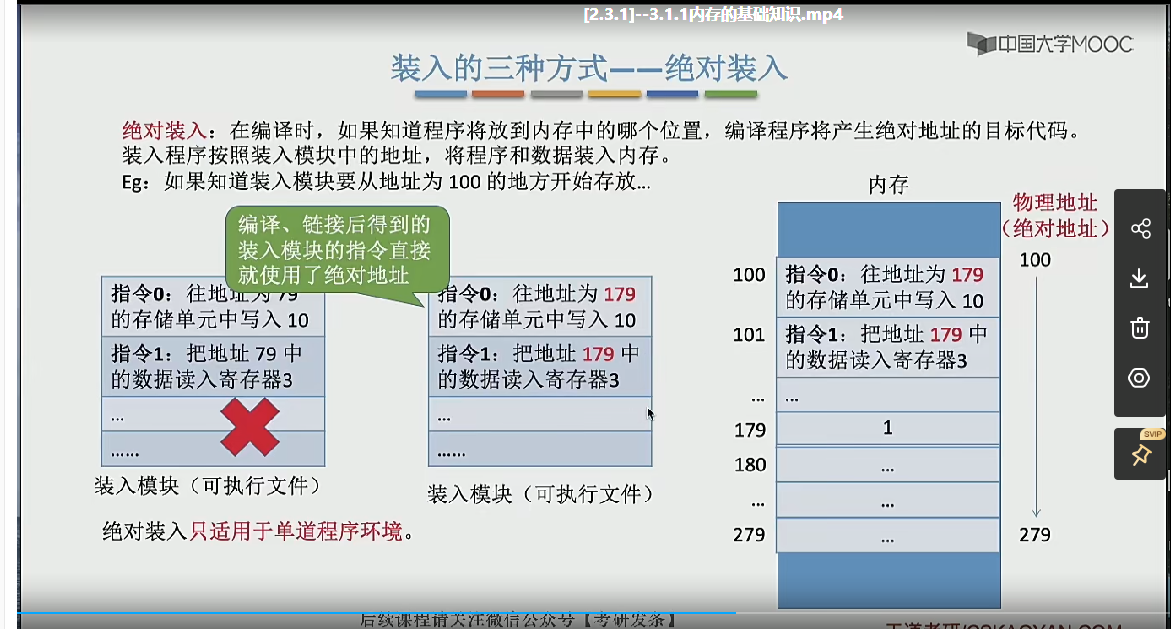 [2.3.1]--3.1.1内存的基础知识.mp4
中国大学MOOC
装入的三种方式——绝对装入
绝对装入：在编译时，如果知道程序将放到内存中的哪个位置，编译程序将产生绝对地址的目标代码。
装入程序按照装入模块中的地址，将程序和数据装入内存。
Eg：如果知道装入模块要从地址为 100 的地方开始存放...
编译、链接后得到的
装入模块的指令直接
就使用了绝对地址
指令0：往地址为 79
的存储单元中写入 10
指令1：把地址 79 中
的数据读入寄存器3
...
......
装入模块（可执行文件）
指令0：往地址为 179
的存储单元中写入 10
指令1：把地址 179 中
的数据读入寄存器3
...
......
装入模块（可执行文件）
绝对装入只适用于单道程序环境。
内存
100
指令0：往地址为 179
的存储单元中写入 10
101
指令1：把地址 179 中
的数据读入寄存器3
...
...
179
1
180
...
...
...
279
...
物理地址
（绝对地址）
100
279
SVIP
后续课程请关注微信公众号【考研发条】
王道考研/CSKAOYAN.COM